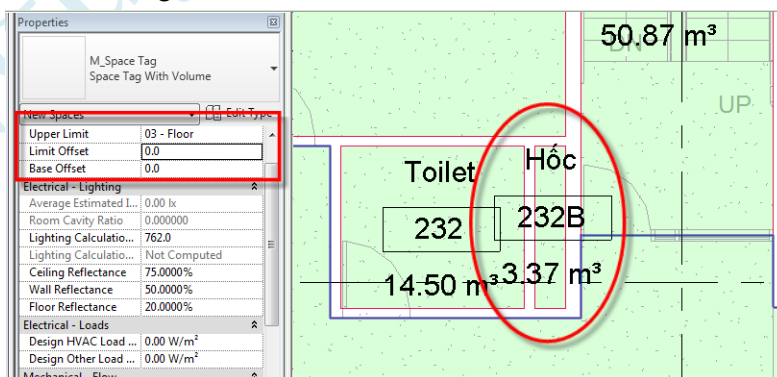 Properties
M_Space Tag
Space Tag With Volume
New Spaces
Edit Type
Upper Limit 03 - Floor
Limit Offset 0.0
Base Offset 0.0
Electrical - Lighting
Average Estimated I... 0.00 lx
Room Cavity Ratio 0.000000
Lighting Calculatio... 762.0
Lighting Calculatio... Not Computed
Ceiling Reflectance 75.0000%
Wall Reflectance 50.0000%
Floor Reflectance 20.0000%
Electrical - Loads
Design HVAC Load ... 0.00 W/m²
Design Other Load ... 0.00 W/m²
Mechanical - Flow
50.87 m³
DN
UP
Toilet
232
14.50 m³
Hốc
232B
3.37 m³